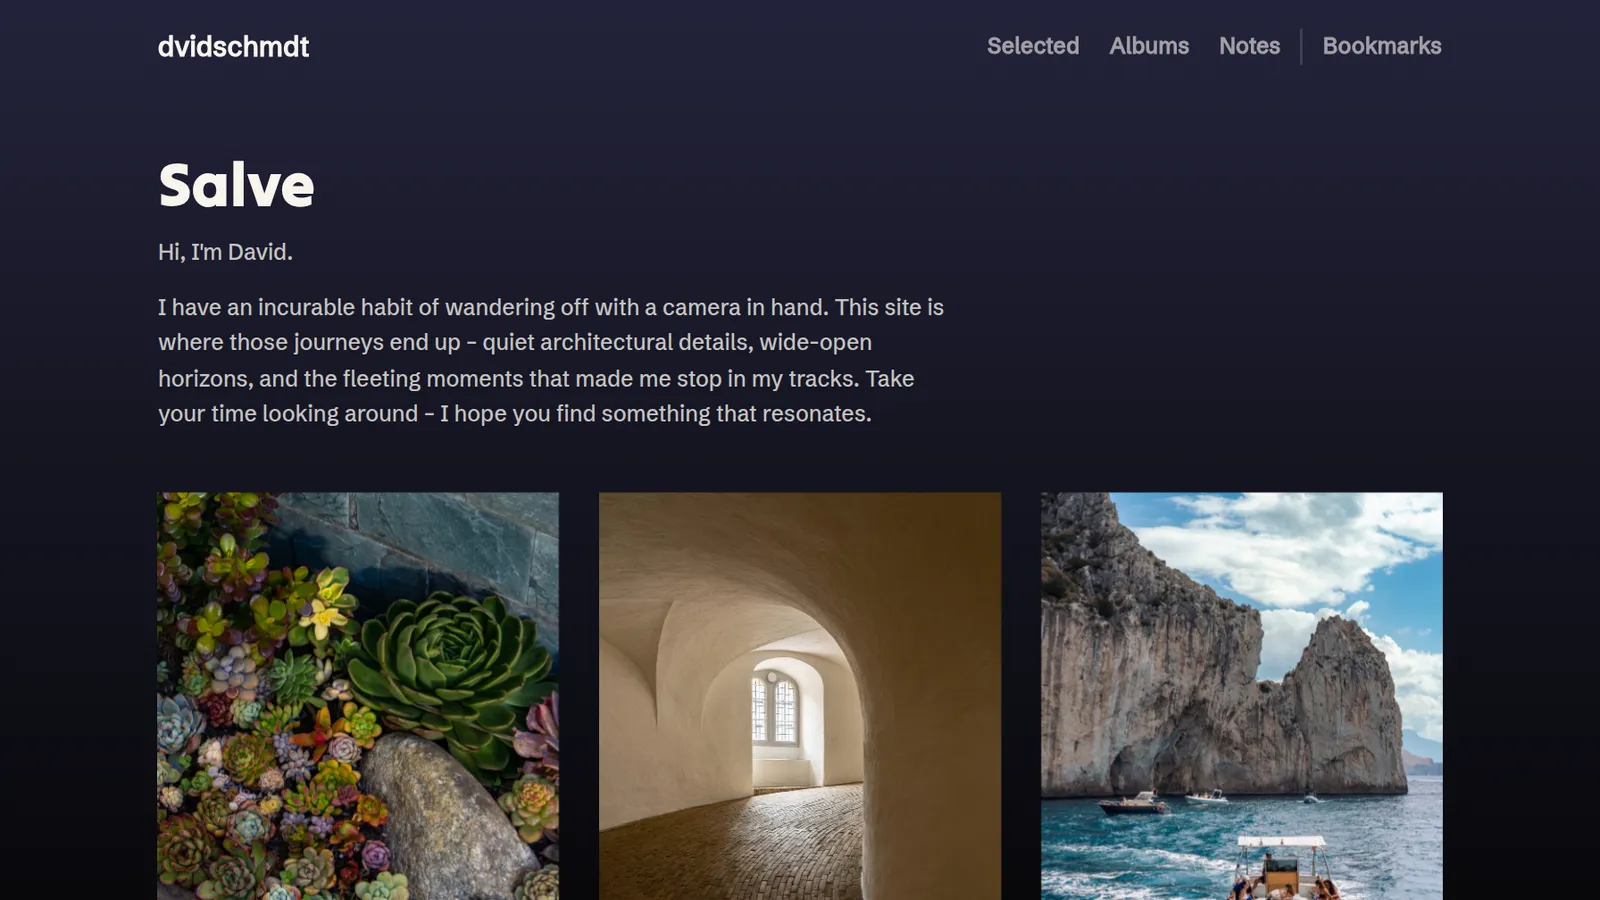 dvidschmdt
Selected Albums Notes Bookmarks
Salve
Hi, I'm David.
I have an incurable habit of wandering off with a camera in hand. This site is
where those journeys end up – quiet architectural details, wide-open
horizons, and the fleeting moments that made me stop in my tracks. Take
your time looking around – I hope you find something that resonates.